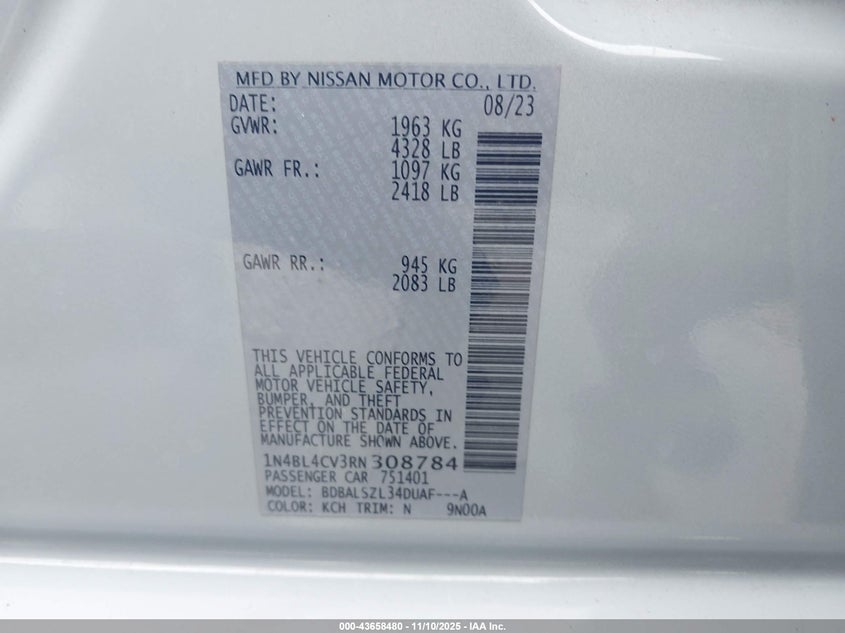 MFD BY NISSAN MOTOR CO., LTD.
DATE: 08/23
GVWR: 1963 KG
4328 LB
GAWR FR.: 1097 KG
2418 LB
GAWR RR.: 945 KG
2083 LB
THIS VEHICLE CONFORMS TO
ALL APPLICABLE FEDERAL
MOTOR VEHICLE SAFETY,
BUMPER, AND THEFT
PREVENTION STANDARDS IN
EFFECT ON THE DATE OF
MANUFACTURE SHOWN ABOVE.
1N4BL4CV3RN308784
PASSENGER CAR 751401
MODEL: BDBALSZL34DUAF---A
COLOR: KCH TRIM: N 9N00A
000-43658480 - 11/10/2025 - IAA Inc.